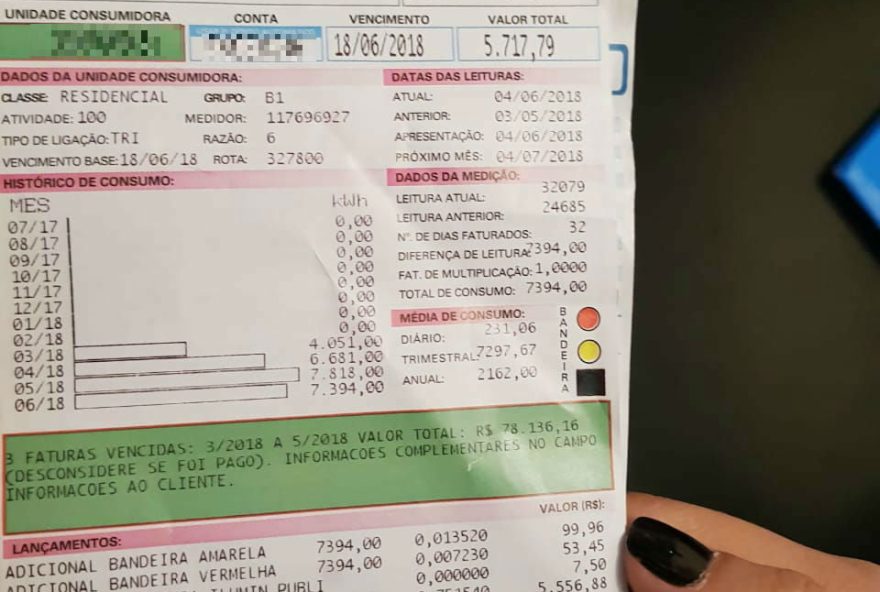 UNIDADE CONSUMIDORA CONTA VENCIMENTO VALOR TOTAL
18/06/2018 5.717,79
DADOS DA UNIDADE CONSUMIDORA:
CLASSE: RESIDENCIAL GRUPO: B1
ATIVIDADE: 100 MEDIDOR: 117696927
TIPO DE LIGAÇÃO: TRI RAZÃO: 6
VENCIMENTO BASE: 18/06/18 ROTA: 327800
DATAS DAS LEITURAS:
ATUAL: 04/06/2018
ANTERIOR: 03/05/2018
APRESENTAÇÃO: 04/06/2018
PRÓXIMO MÊS: 04/07/2018
HISTÓRICO DE CONSUMO:
MES kWh
07/17 0,00
08/17 0,00
09/17 0,00
10/17 0,00
11/17 0,00
12/17 0,00
01/18 0,00
02/18 0,00
03/18 4.051,00
04/18 6.681,00
05/18 7.818,00
06/18 7.394,00
DADOS DA MEDIÇÃO:
LEITURA ATUAL: 32079
LEITURA ANTERIOR: 24685
Nº. DE DIAS FATURADOS: 32
DIFERENÇA DE LEITURA: 7394,00
FAT. DE MULTIPLICAÇÃO: 1,0000
TOTAL DE CONSUMO: 7394,00
MÉDIA DE CONSUMO:
DIÁRIO: 231,06
TRIMESTRAL: 7297,67
ANUAL: 2162,00
BANDEIRA
3 FATURAS VENCIDAS: 3/2018 A 5/2018 VALOR TOTAL: R$ 78.136,16
(DESCONSIDERE SE FOI PAGO). INFORMACOES COMPLEMENTARES NO CAMPO
INFORMACOES AO CLIENTE.
LANÇAMENTOS: VALOR (R$):
ADICIONAL BANDEIRA AMARELA 7394,00 0,013520 99,96
ADICIONAL BANDEIRA VERMELHA 7394,00 0,007230 53,45
ILUMIN PUBLI 0,000000 7,50
5.556,88